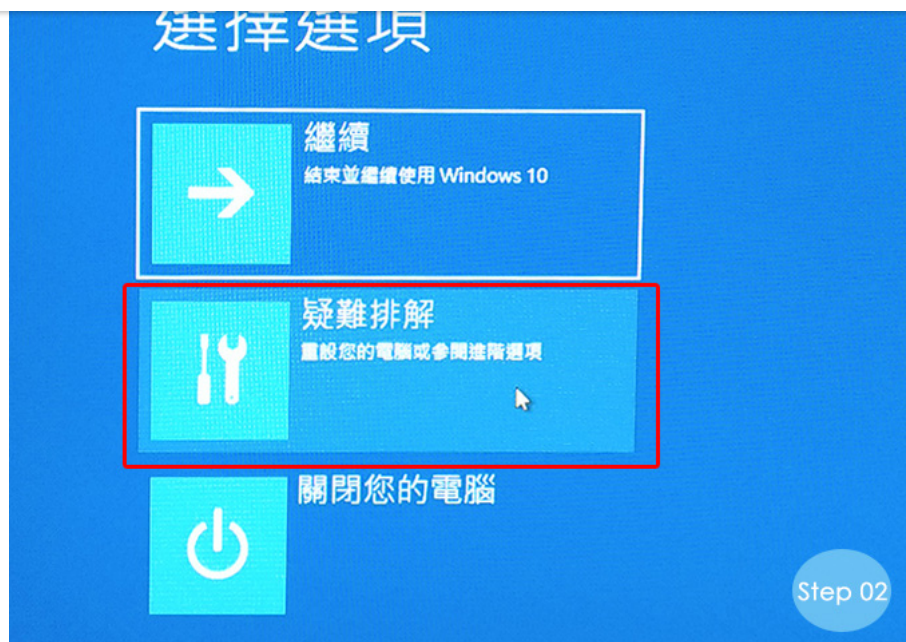 選擇選項
繼續
結束並繼續使用 Windows 10
疑難排解
重設您的電腦或參閱進階選項
關閉您的電腦
Step 02